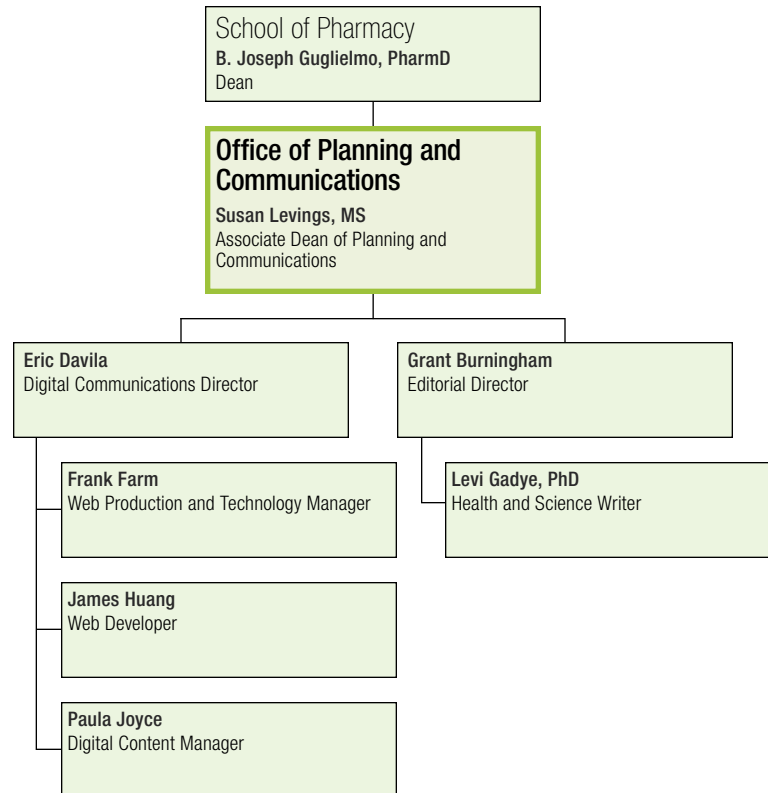 School of Pharmacy
B. Joseph Guglielmo, PharmD
Dean
Office of Planning and
Communications
Susan Levings, MS
Associate Dean of Planning and
Communications
Eric Davila
Digital Communications Director
Grant Burningham
Editorial Director
Frank Farm
Web Production and Technology Manager
Levi Gadye, PhD
Health and Science Writer
James Huang
Web Developer
Paula Joyce
Digital Content Manager